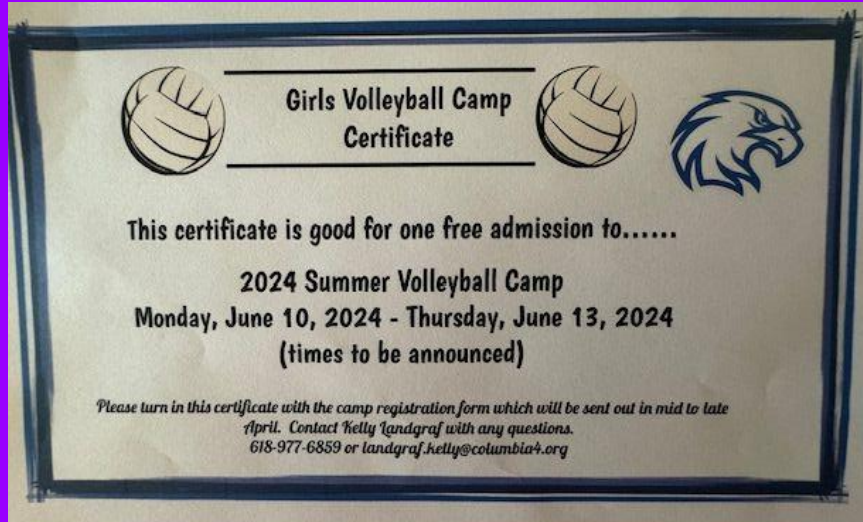 Girls Volleyball Camp
Certificate
This certificate is good for one free admission to......
2024 Summer Volleyball Camp
Monday, June 10, 2024 - Thursday, June 13, 2024
(times to be announced)
Please turn in this certificate with the camp registration form which will be sent out in mid to late
April. Contact Kelly Landgraf with any questions.
618-977-6859 or landgraf.kelly@columbia4.org